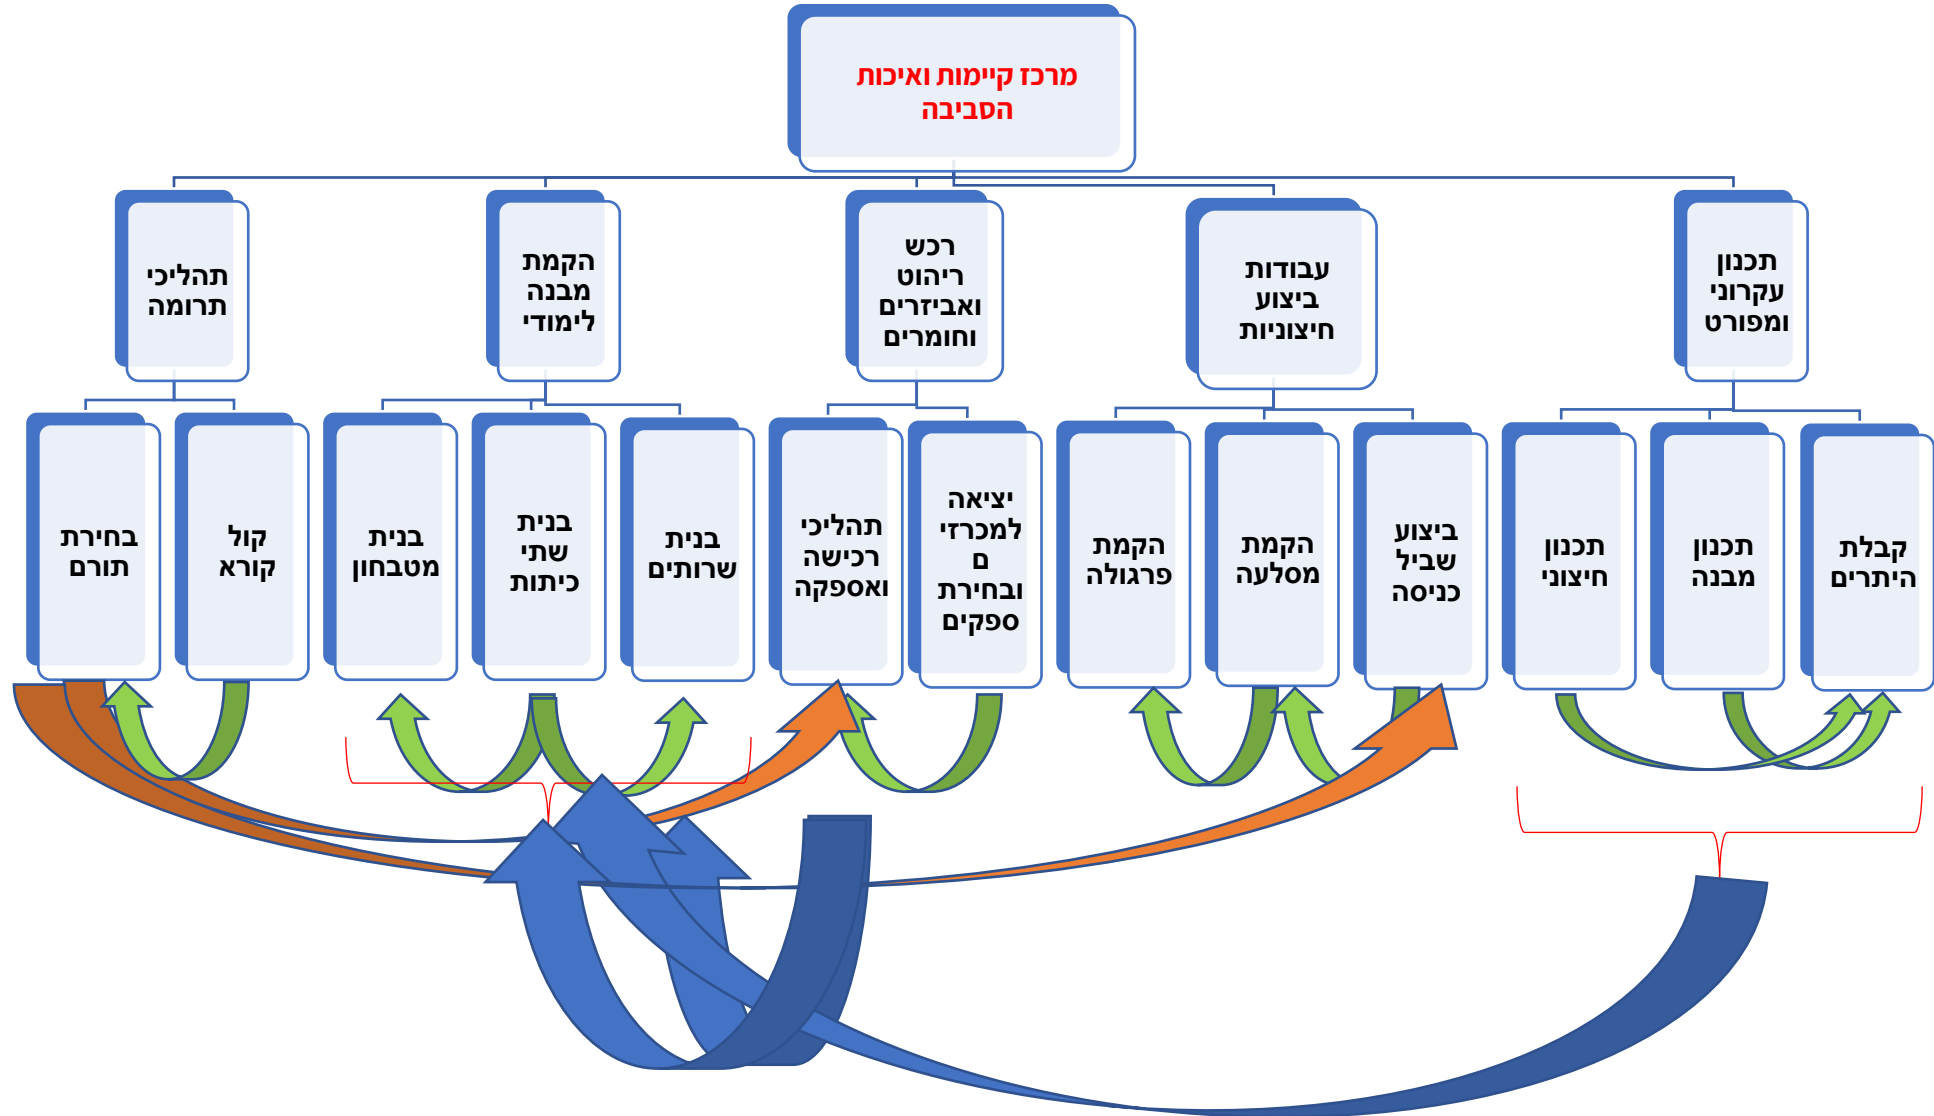 מרכז קיימות ואיכות
הסביבה
תכנון
עקרוני
ומפורט
עבודות
ביצוע
חיצוניות
רכש
ריהוט
ואביזרים
וחומרים
הקמת
מבנה
לימודי
תהליכי
תרומה
קבלת
היתרים
תכנון
מבנה
תכנון
חיצוני
ביצוע
שביל
כניסה
הקמת
מסלעה
הקמת
פרגולה
יציאה
למכרזי
ם
ובחירת
ספקים
תהליכי
רכישה
ואספקה
בנית
שרותים
בנית
שתי
כיתות
בנית
מטבחון
קול
קורא
בחירת
תורם